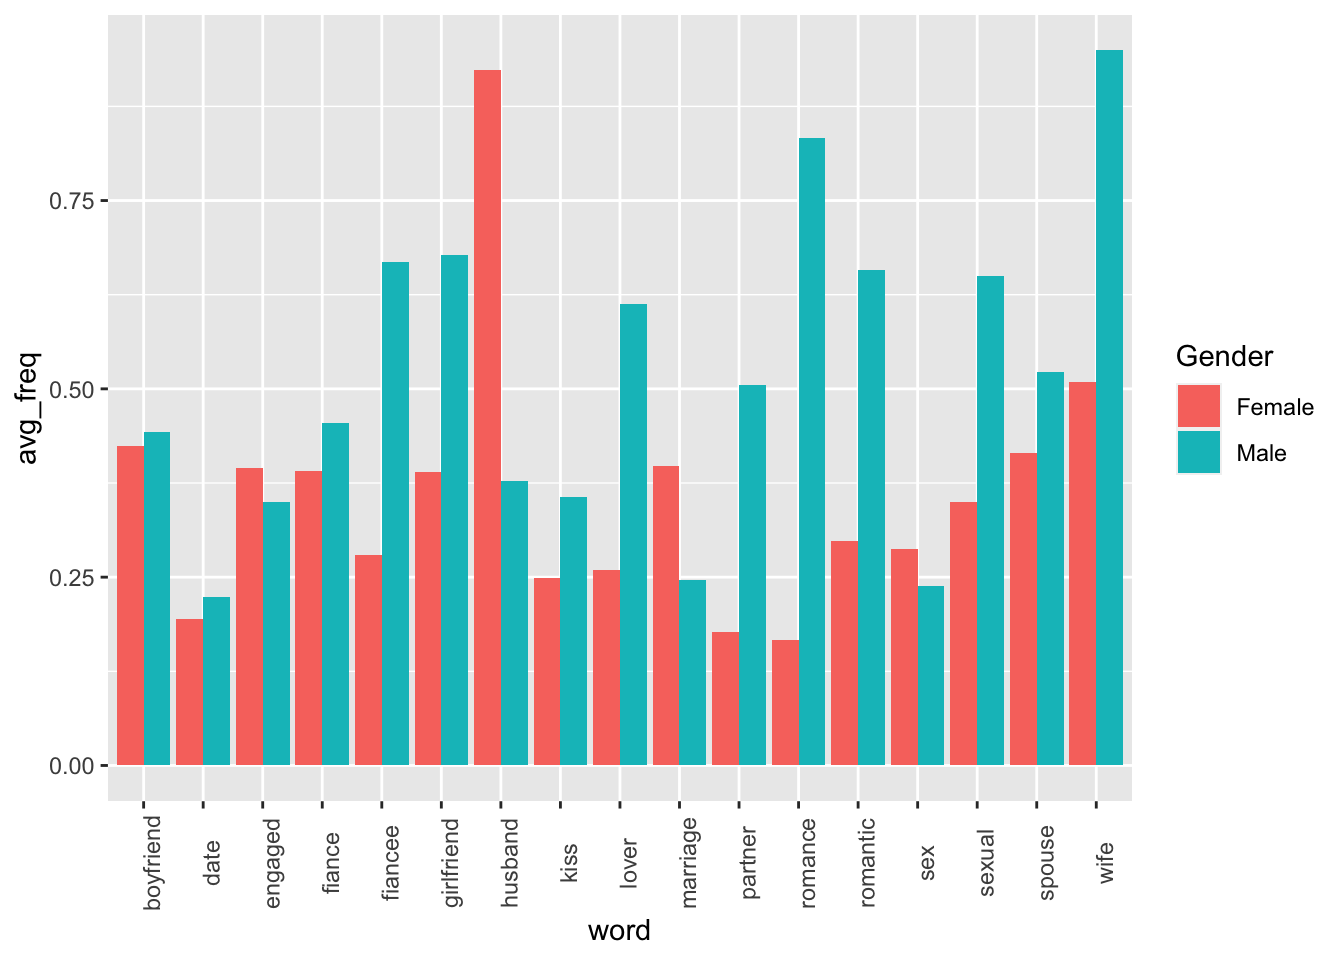 avg_freq
0.75
0.50
0.25
0.00
boyfriend
date
engaged
fiance
fiancee
girlfriend
husband
kiss
lover
marriage
partner
romance
romantic
sex
sexual
spouse
wife
word
Gender
Female
Male